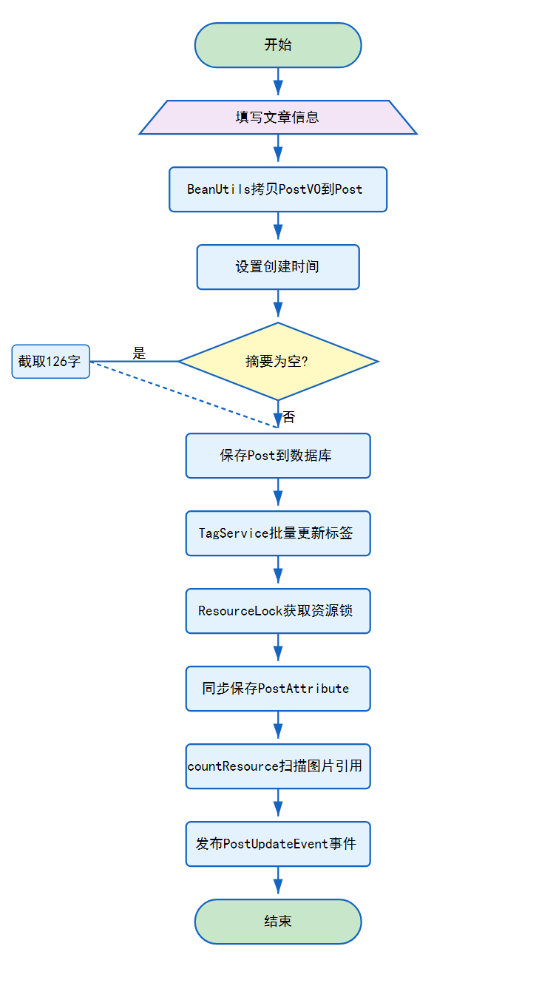 开始
填写文章信息
BeanUtils拷贝PostVO到Post
设置创建时间
摘要为空?
是
截取126字
否
保存Post到数据库
TagService批量更新标签
ResourceLock获取资源锁
同步保存PostAttribute
countResource扫描图片引用
发布PostUpdateEvent事件
结束